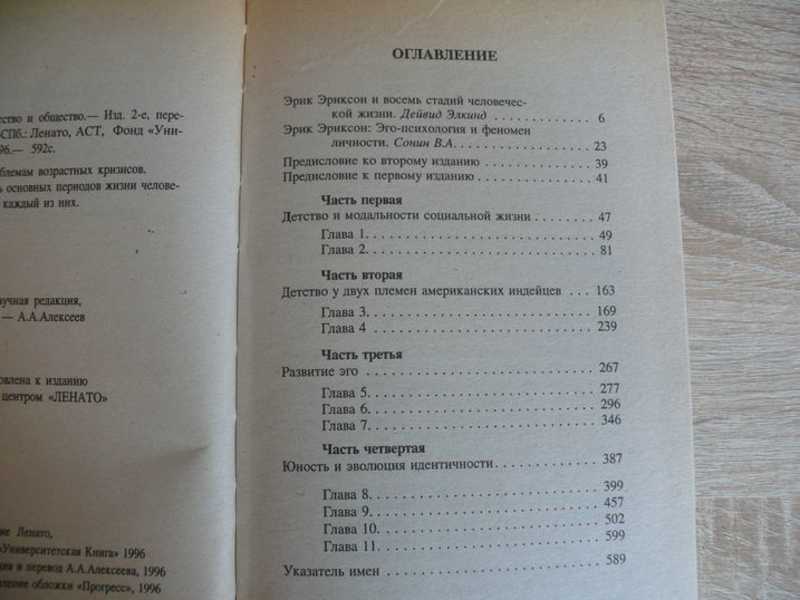 ество и общество.— Изд. 2-е, пере-
СПб.: Ленато, АСТ, Фонд «Уни-
96.— 592с.
блемам возрастных кризисов.
ь основных периодов жизни челове-
каждый из них.
аучная редакция,
— А.А.Алексеев
овлена к изданию
центром «ЛЕНАТО»
ие Ленато,
«Университетская Книга» 1996
ция и перевод А.А.Алексеева, 1996
ление обложки «Прогресс», 1996
ОГЛАВЛЕНИЕ
Эрик Эриксон и восемь стадий человечес-
кой жизни. Дейвид Элкинд . . . . . . . . . . . 6
Эрик Эриксон: Эго-психология и феномен
личности. Сонин В.А. . . . . . . . . . . . . . . 23
Предисловие ко второму изданию . . . . . . . . . . . 39
Предисловие к первому изданию . . . . . . . . . . . . 41
Часть первая
Детство и модальности социальной жизни . . . . . . . . 47
Глава 1. . . . . . . . . . . . . . . . . . . . . . . 49
Глава 2. . . . . . . . . . . . . . . . . . . . . . . 81
Часть вторая
Детство у двух племен американских индейцев . . . 163
Глава 3. . . . . . . . . . . . . . . . . . . . . . 169
Глава 4 . . . . . . . . . . . . . . . . . . . . . . 239
Часть третья
Развитие эго . . . . . . . . . . . . . . . . . . . . . . 267
Глава 5. . . . . . . . . . . . . . . . . . . . . . 277
Глава 6. . . . . . . . . . . . . . . . . . . . . . 296
Глава 7. . . . . . . . . . . . . . . . . . . . . . 346
Часть четвертая
Юность и эволюция идентичности. . . . . . . . . . . . 387
Глава 8. . . . . . . . . . . . . . . . . . . . . . 399
Глава 9. . . . . . . . . . . . . . . . . . . . . . 457
Глава 10. . . . . . . . . . . . . . . . . . . . . 502
Глава 11. . . . . . . . . . . . . . . . . . . . . 599
Указатель имен . . . . . . . . . . . . . . . . . . . . . 589